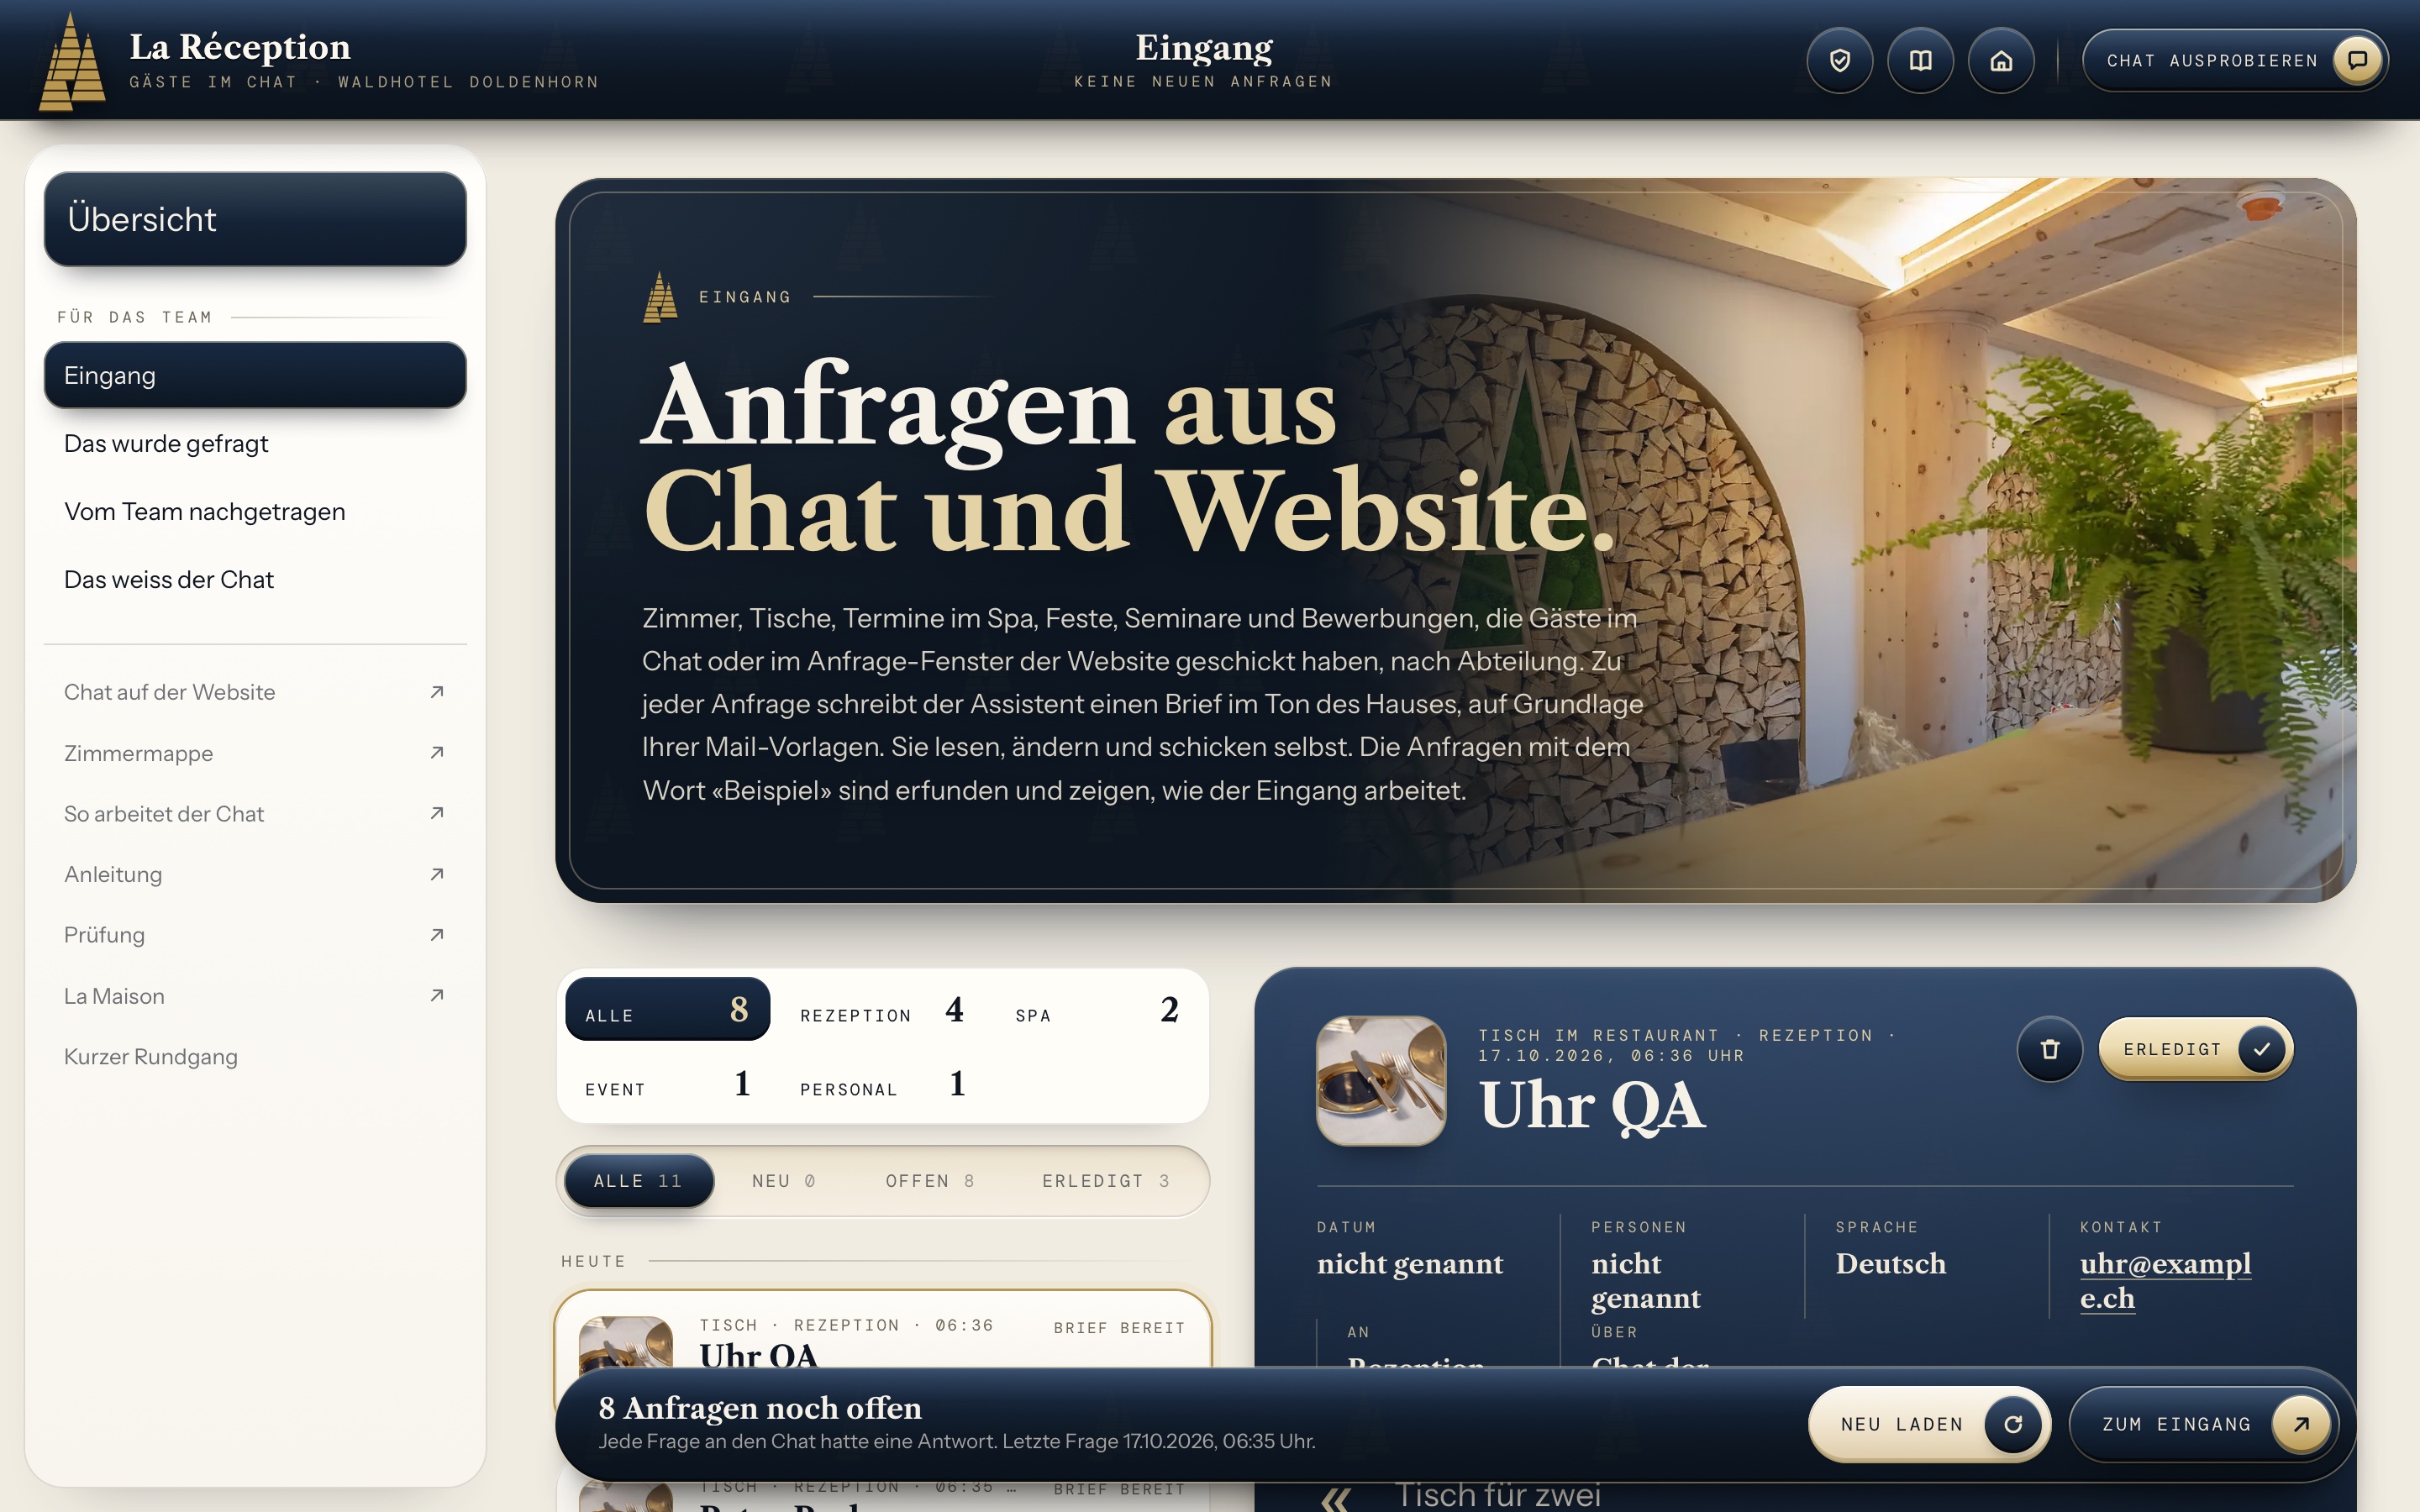 La Réception
GÄSTE IM CHAT · WALDHOTEL DOLDENHORN
Eingang
KEINE NEUEN ANFRAGEN
CHAT AUSPROBIEREN
Übersicht
FÜR DAS TEAM
Eingang
Das wurde gefragt
Vom Team nachgetragen
Das weiss der Chat
Chat auf der Website
Zimmermappe
So arbeitet der Chat
Anleitung
Prüfung
La Maison
Kurzer Rundgang
EINGANG
Anfragen aus
Chat und Website.
Zimmer, Tische, Termine im Spa, Feste, Seminare und Bewerbungen, die Gäste im
Chat oder im Anfrage-Fenster der Website geschickt haben, nach Abteilung. Zu
jeder Anfrage schreibt der Assistent einen Brief im Ton des Hauses, auf Grundlage
Ihrer Mail-Vorlagen. Sie lesen, ändern und schicken selbst. Die Anfragen mit dem
Wort «Beispiel» sind erfunden und zeigen, wie der Eingang arbeitet.
ALLE 8
REZEPTION 4
SPA 2
EVENT 1
PERSONAL 1
ALLE 11
NEU 0
OFFEN 8
ERLEDIGT 3
HEUTE
TISCH · REZEPTION · 06:36
BRIEF BEREIT
Uhr QA
TISCH · REZEPTION · 06:35 …
BRIEF BEREIT
TISCH IM RESTAURANT · REZEPTION ·
17.10.2026, 06:36 UHR
Uhr QA
ERLEDIGT
DATUM
nicht genannt
PERSONEN
nicht
genannt
SPRACHE
Deutsch
KONTAKT
uhr@exampl
e.ch
AN
Rezeption
ÜBER
Chat der
8 Anfragen noch offen
Jede Frage an den Chat hatte eine Antwort. Letzte Frage 17.10.2026, 06:35 Uhr.
NEU LADEN
ZUM EINGANG
« Tisch für zwei